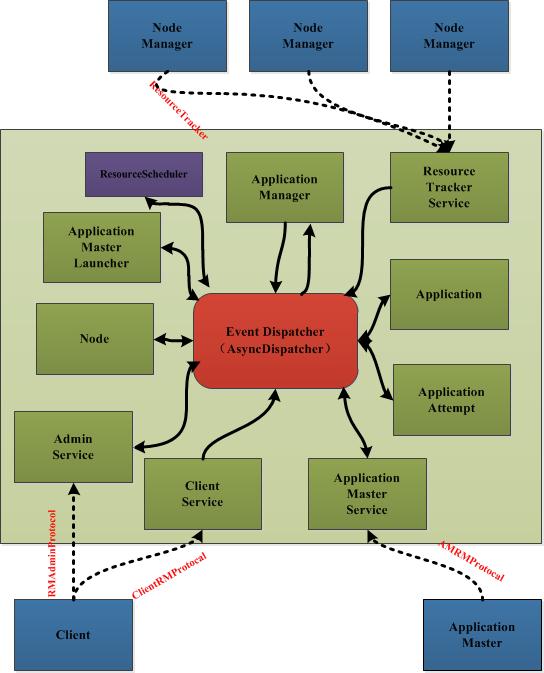 Node
Manager
Node
Manager
Node
Manager
ResourceTracker
ResourceScheduler
Application
Manager
Resource
Tracker
Service
Application
Master
Launcher
Application
Node
Event Dispatcher
（AsyncDispatcher）
Application
Attempt
Admin
Service
Client
Service
Application
Master
Service
RMAdminProtocol
ClientRMProtocal
AMRMProtocal
Client
Application
Master